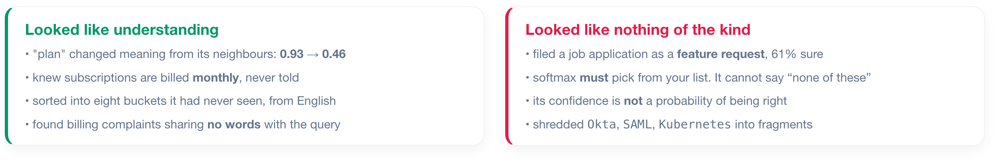 Looked like understanding
• "plan" changed meaning from its neighbours: 0.93 → 0.46
• knew subscriptions are billed monthly, never told
• sorted into eight buckets it had never seen, from English
• found billing complaints sharing no words with the query
Looked like nothing of the kind
• filed a job application as a feature request, 61% sure
• softmax must pick from your list. It cannot say “none of these”
• its confidence is not a probability of being right
• shredded Okta, SAML, Kubernetes into fragments